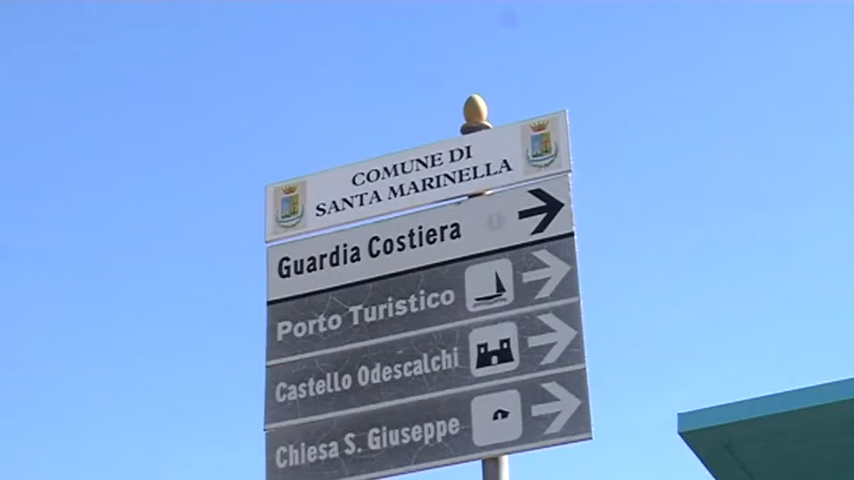 COMUNE DI
SANTA MARINELLA
Guardia Costiera
Porto Turistico
Castello Odescalchi
Chiesa S. Giuseppe